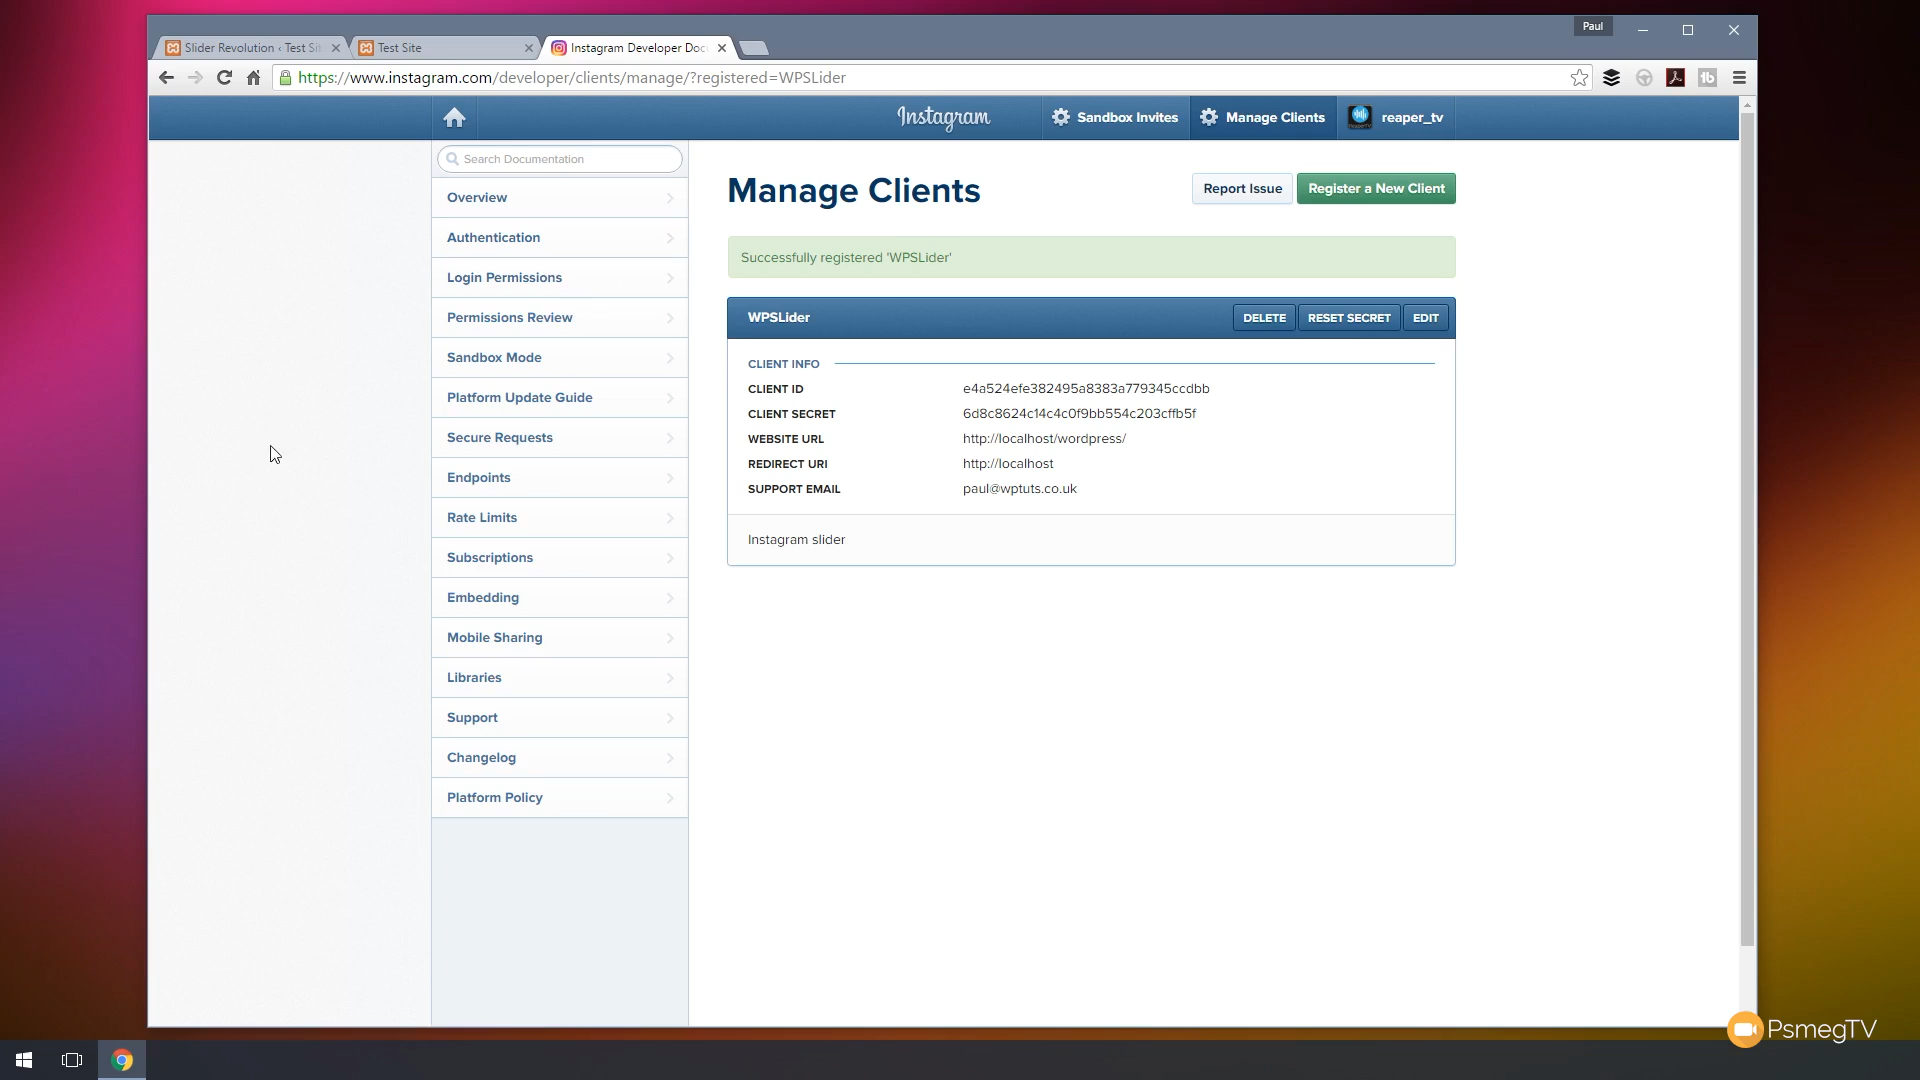 Paul
Slider Revolution ‹ Test Sit
Test Site
Instagram Developer Doc
https://www.instagram.com/developer/clients/manage/?registered=WPSLider
Instagram
Sandbox Invites
Manage Clients
reaper_tv
Search Documentation
Overview
Authentication
Login Permissions
Permissions Review
Sandbox Mode
Platform Update Guide
Secure Requests
Endpoints
Rate Limits
Subscriptions
Embedding
Mobile Sharing
Libraries
Support
Changelog
Platform Policy
Manage Clients
Report Issue
Register a New Client
Successfully registered 'WPSLider'
WPSLider
DELETE
RESET SECRET
EDIT
CLIENT INFO
CLIENT ID e4a524efe382495a8383a779345ccdbb
CLIENT SECRET 6d8c8624c14c4c0f9bb554c203cffb5f
WEBSITE URL http://localhost/wordpress/
REDIRECT URI http://localhost
SUPPORT EMAIL paul@wptuts.co.uk
Instagram slider
PsmegTV